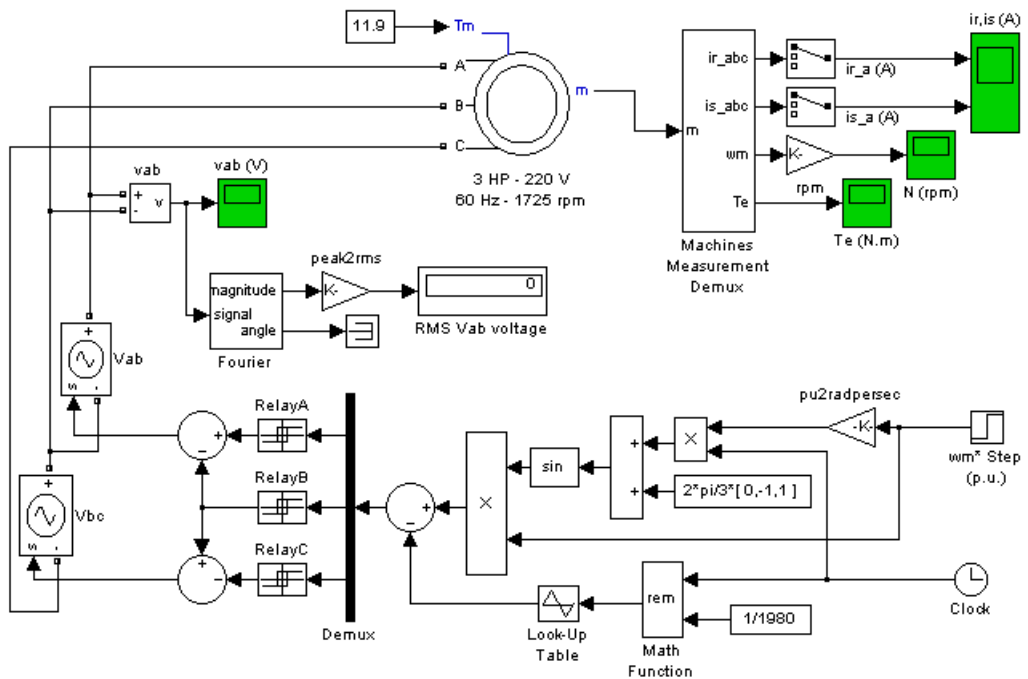 11.9
Tm
A
B
C
m
3 HP - 220 V
60 Hz - 1725 rpm
m
ir_abc
is_abc
wm
Te
Machines
Measurement
Demux
ir_a (A)
is_a (A)
ir,is (A)
K-
rpm
N (rpm)
Te (N.m)
vab
+
-
v
vab (V)
magnitude
signal
angle
Fourier
peak2rms
K-
0
RMS Vab voltage
+
s
-
Vab
+
s
-
Vbc
+
-
+
-
RelayA
RelayB
RelayC
Demux
+
-
×
sin
+
+
×
2*pi/3*[ 0,-1,1 ]
pu2radpersec
-K-
wm* Step
(p.u.)
Clock
rem
1/1980
Math
Function
Look-Up
Table